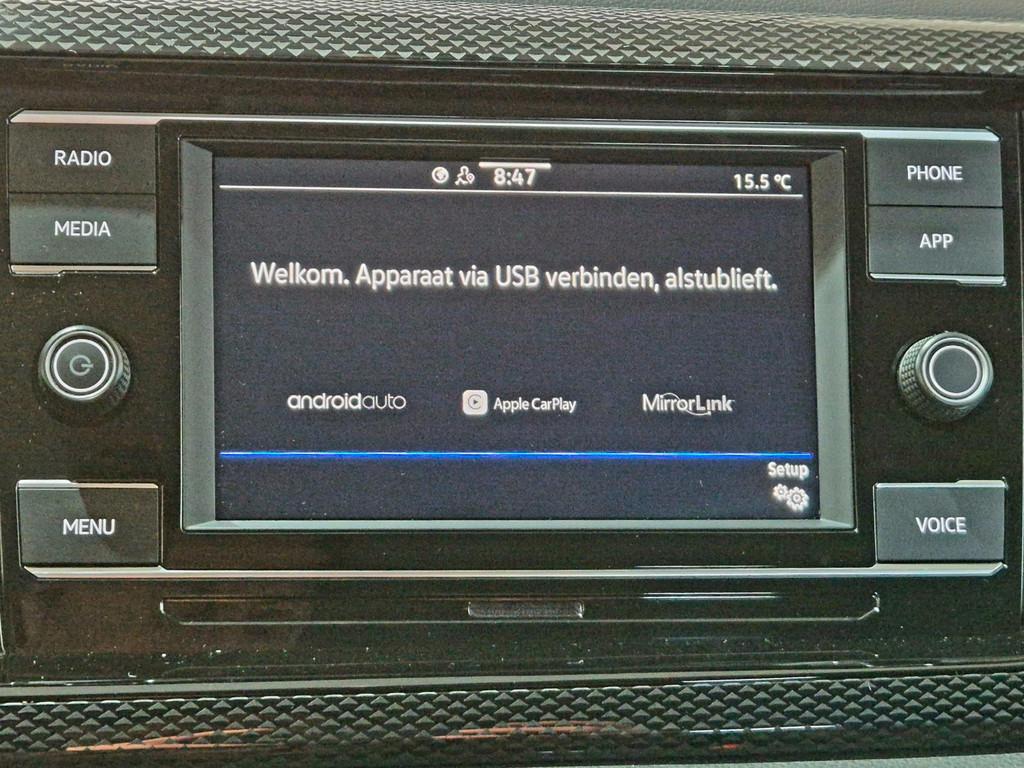 RADIO
MEDIA
MENU
8:47
15.5 °C
Welkom. Apparaat via USB verbinden, alstublieft.
androidauto
Apple CarPlay
MirrorLink
Setup
PHONE
APP
VOICE